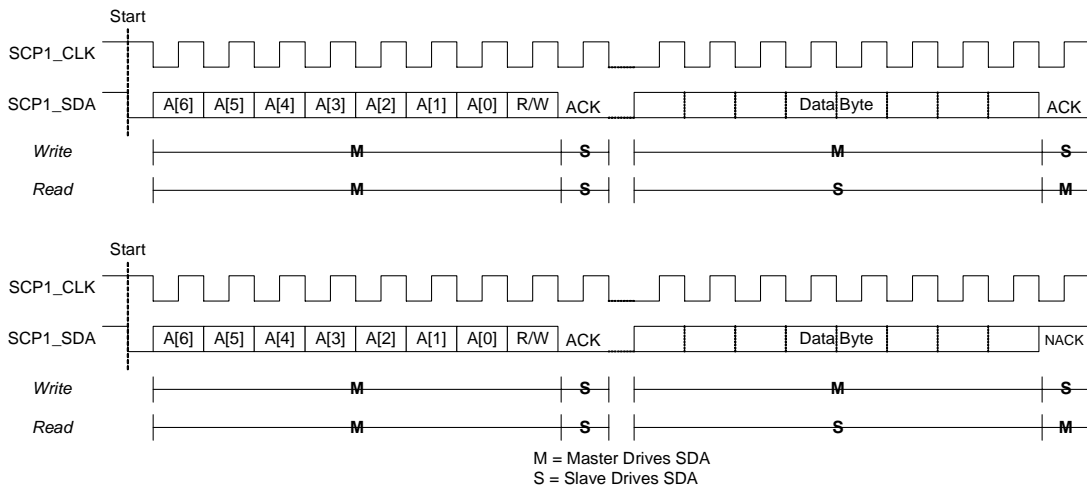 Start
SCP1_CLK
SCP1_SDA A[6] A[5] A[4] A[3] A[2] A[1] A[0] R/W ACK Data Byte ACK
Write M S M S
Read M S S M
Start
SCP1_CLK
SCP1_SDA A[6] A[5] A[4] A[3] A[2] A[1] A[0] R/W ACK Data Byte NACK
Write M S M S
Read M S S M
M = Master Drives SDA
S = Slave Drives SDA